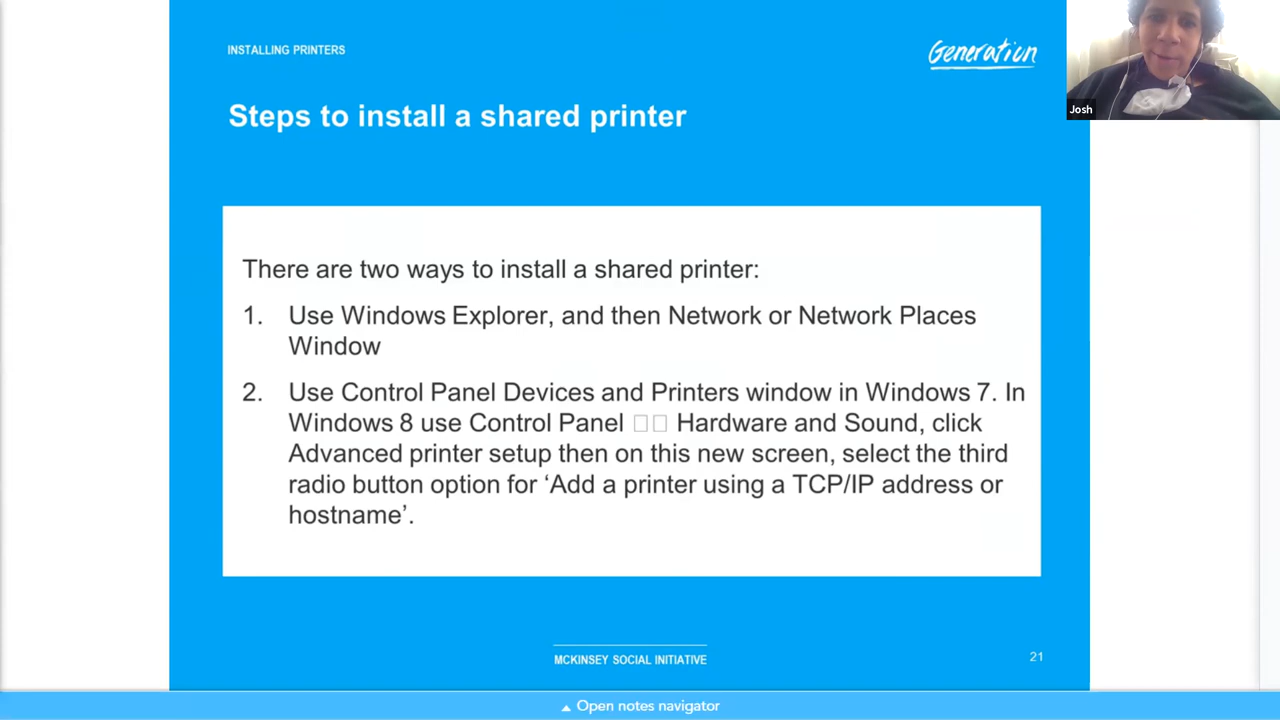 INSTALLING PRINTERS
Generation
Josh
Steps to install a shared printer
There are two ways to install a shared printer:
1. Use Windows Explorer, and then Network or Network Places
Window
2. Use Control Panel Devices and Printers window in Windows 7. In
Windows 8 use Control Panel □□ Hardware and Sound, click
Advanced printer setup then on this new screen, select the third
radio button option for ‘Add a printer using a TCP/IP address or
hostname’.
MCKINSEY SOCIAL INITIATIVE
21
Open notes navigator